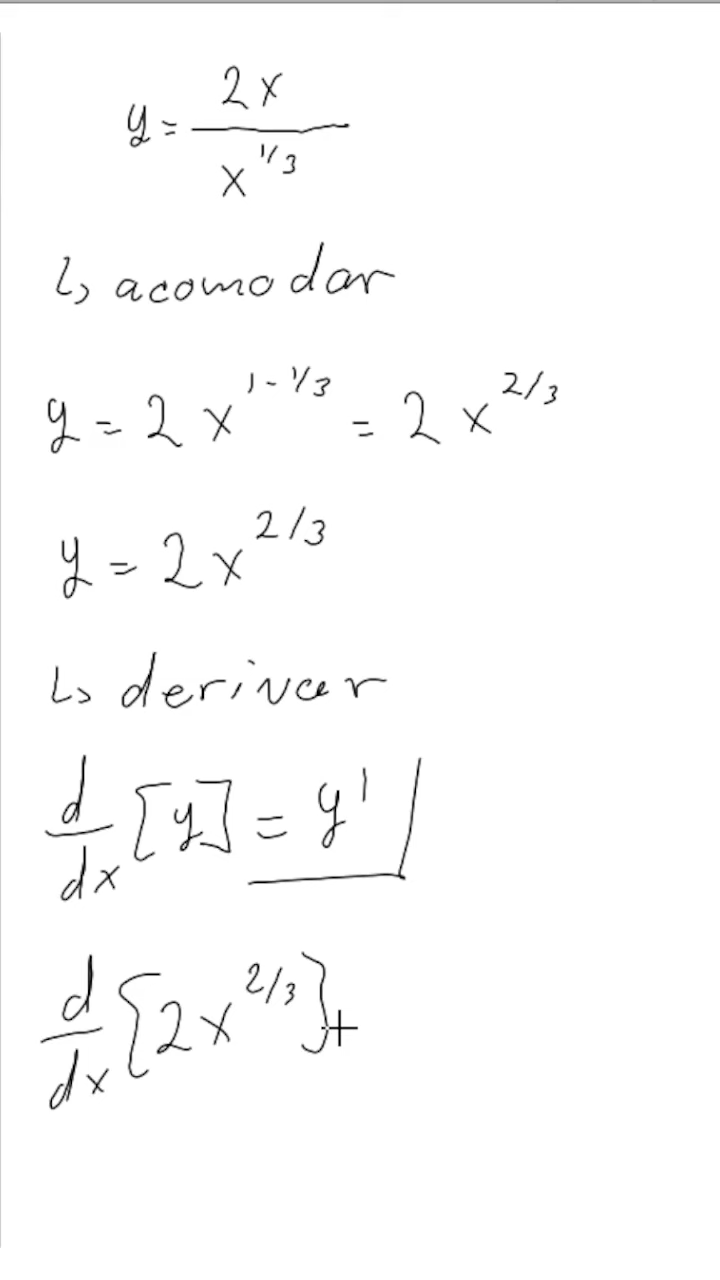 y = 2x / x^1/3
↳ acomodar
y = 2x^1-1/3 = 2x^2/3
y = 2x^2/3
↳ derivar
d/dx [y] = y'
d/dx [2x^2/3]